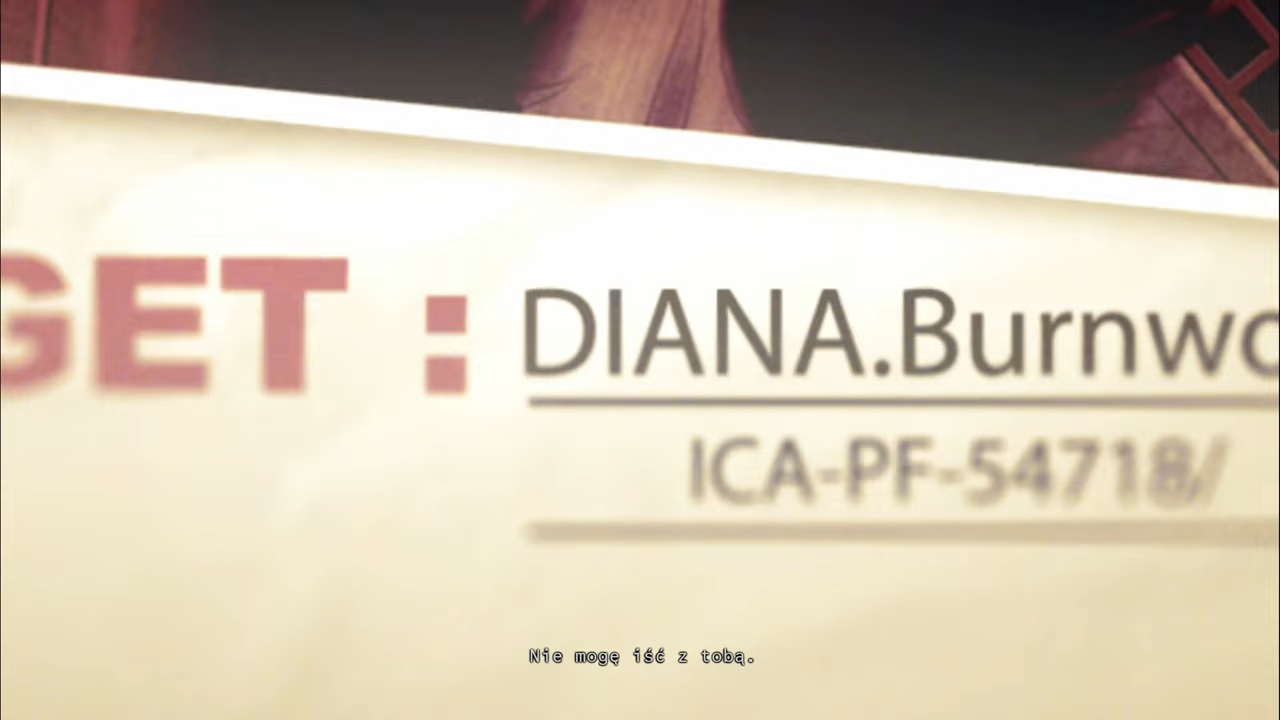 GET : DIANA.Burnwo
ICA-PF-54718/
Nie mogę iść z tobą.